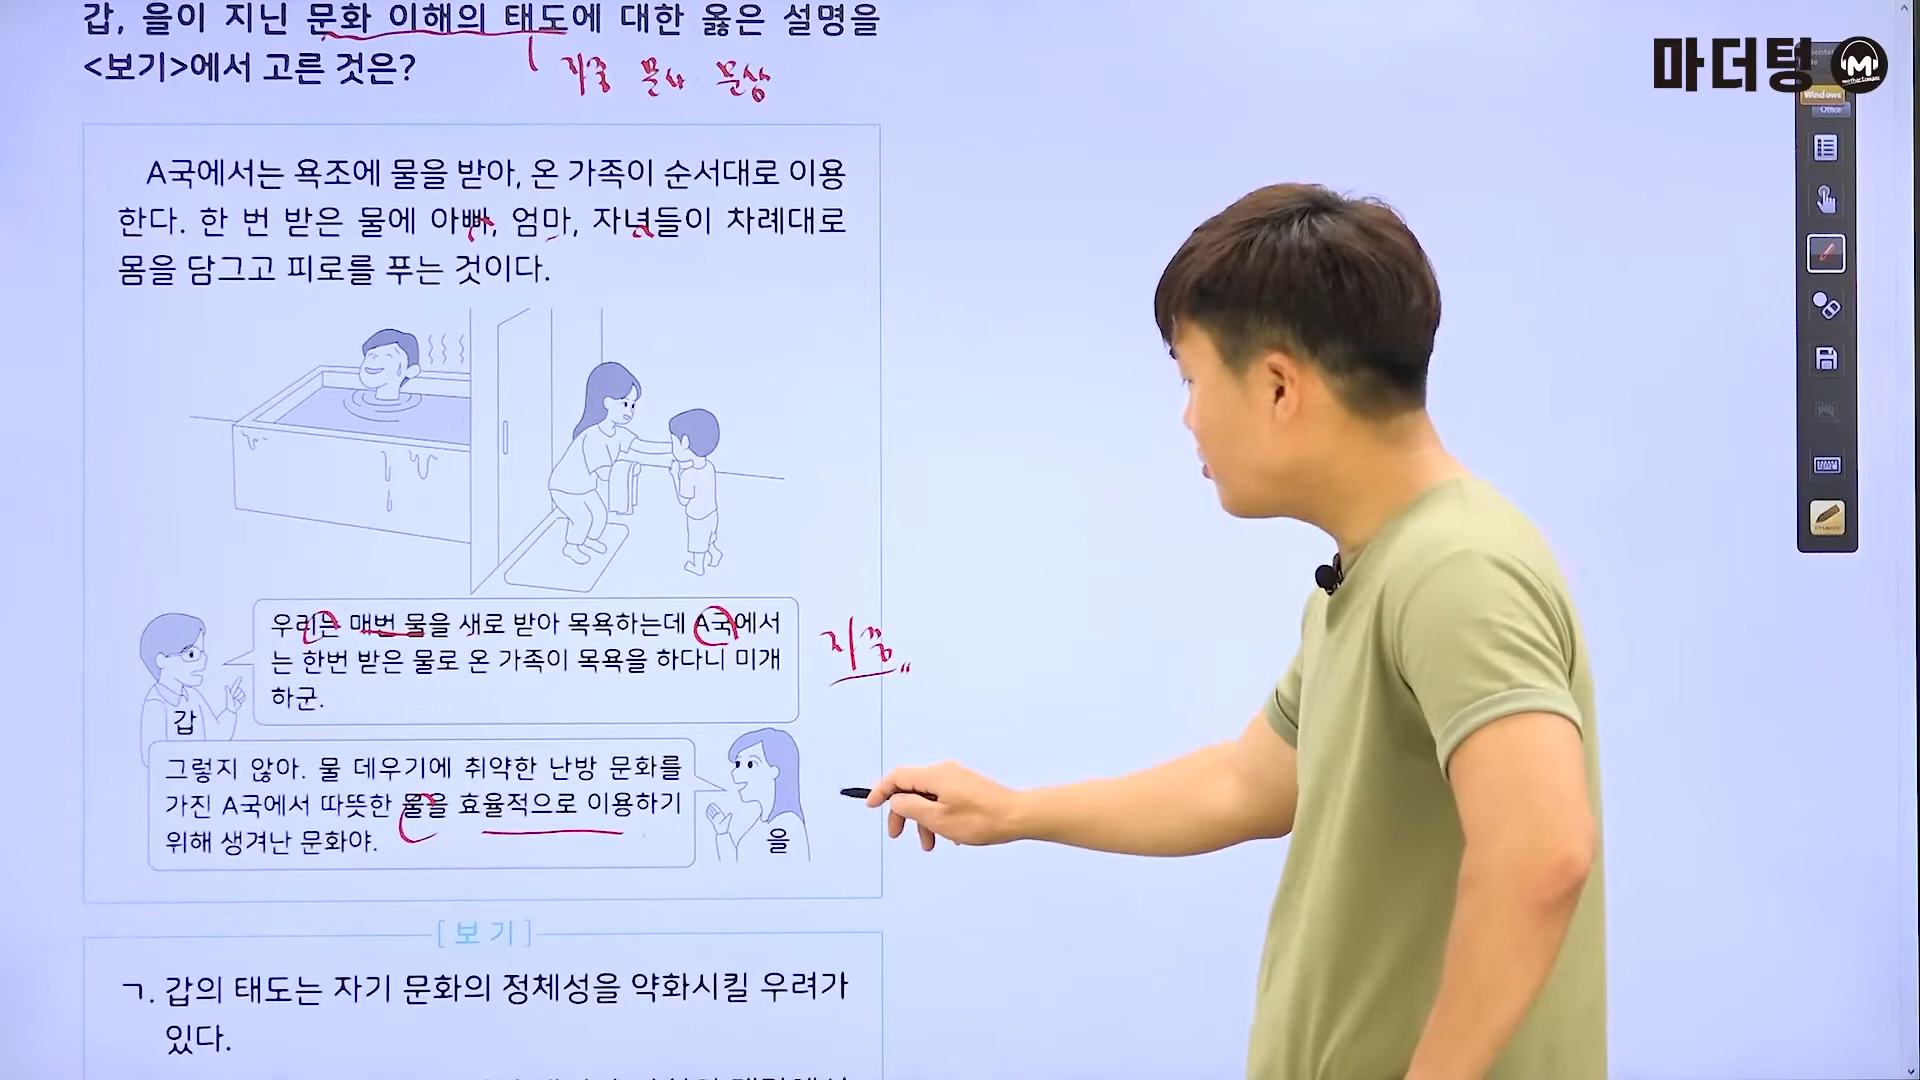 갑, 을이 지닌 문화 이해의 태도에 대한 옳은 설명을
<보기>에서 고른 것은?
자중 문사 문상
마더텅
M
Windows
Office
A국에서는 욕조에 물을 받아, 온 가족이 순서대로 이용
한다. 한 번 받은 물에 아빠, 엄마, 자녀들이 차례대로
몸을 담그고 피로를 푸는 것이다.
우리는 매번 물을 새로 받아 목욕하는데 A국에서
는 한번 받은 물로 온 가족이 목욕을 하다니 미개
하군.
갑
자중
그렇지 않아. 물 데우기에 취약한 난방 문화를
가진 A국에서 따뜻한 물을 효율적으로 이용하기
위해 생겨난 문화야.
을
[보기]
ㄱ. 갑의 태도는 자기 문화의 정체성을 약화시킬 우려가
있다.